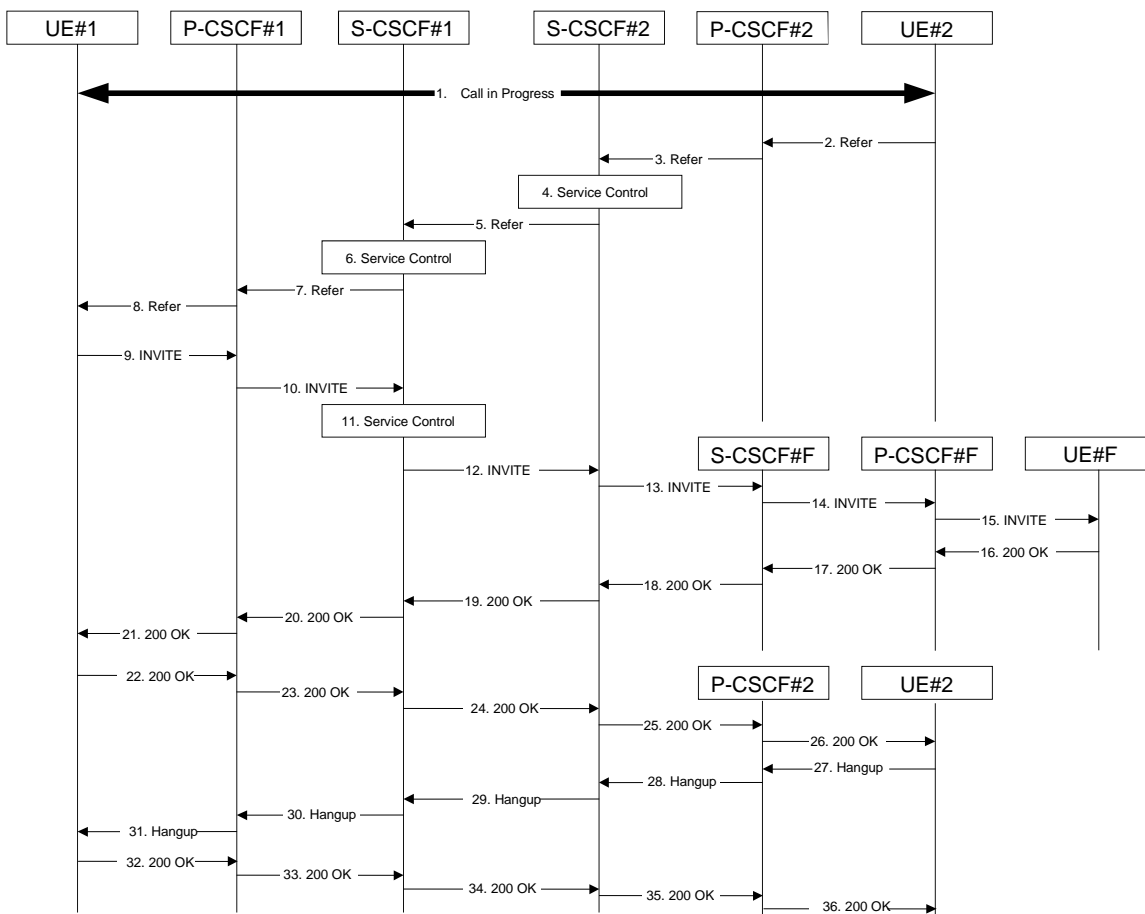 UE#1
P-CSCF#1
S-CSCF#1
S-CSCF#2
P-CSCF#2
UE#2
1. Call in Progress
2. Refer
3. Refer
4. Service Control
5. Refer
6. Service Control
7. Refer
8. Refer
9. INVITE
10. INVITE
11. Service Control
S-CSCF#F
P-CSCF#F
UE#F
12. INVITE
13. INVITE
14. INVITE
15. INVITE
16. 200 OK
17. 200 OK
18. 200 OK
19. 200 OK
20. 200 OK
21. 200 OK
22. 200 OK
P-CSCF#2
UE#2
23. 200 OK
24. 200 OK
25. 200 OK
26. 200 OK
27. Hangup
28. Hangup
29. Hangup
30. Hangup
31. Hangup
32. 200 OK
33. 200 OK
34. 200 OK
35. 200 OK
36. 200 OK